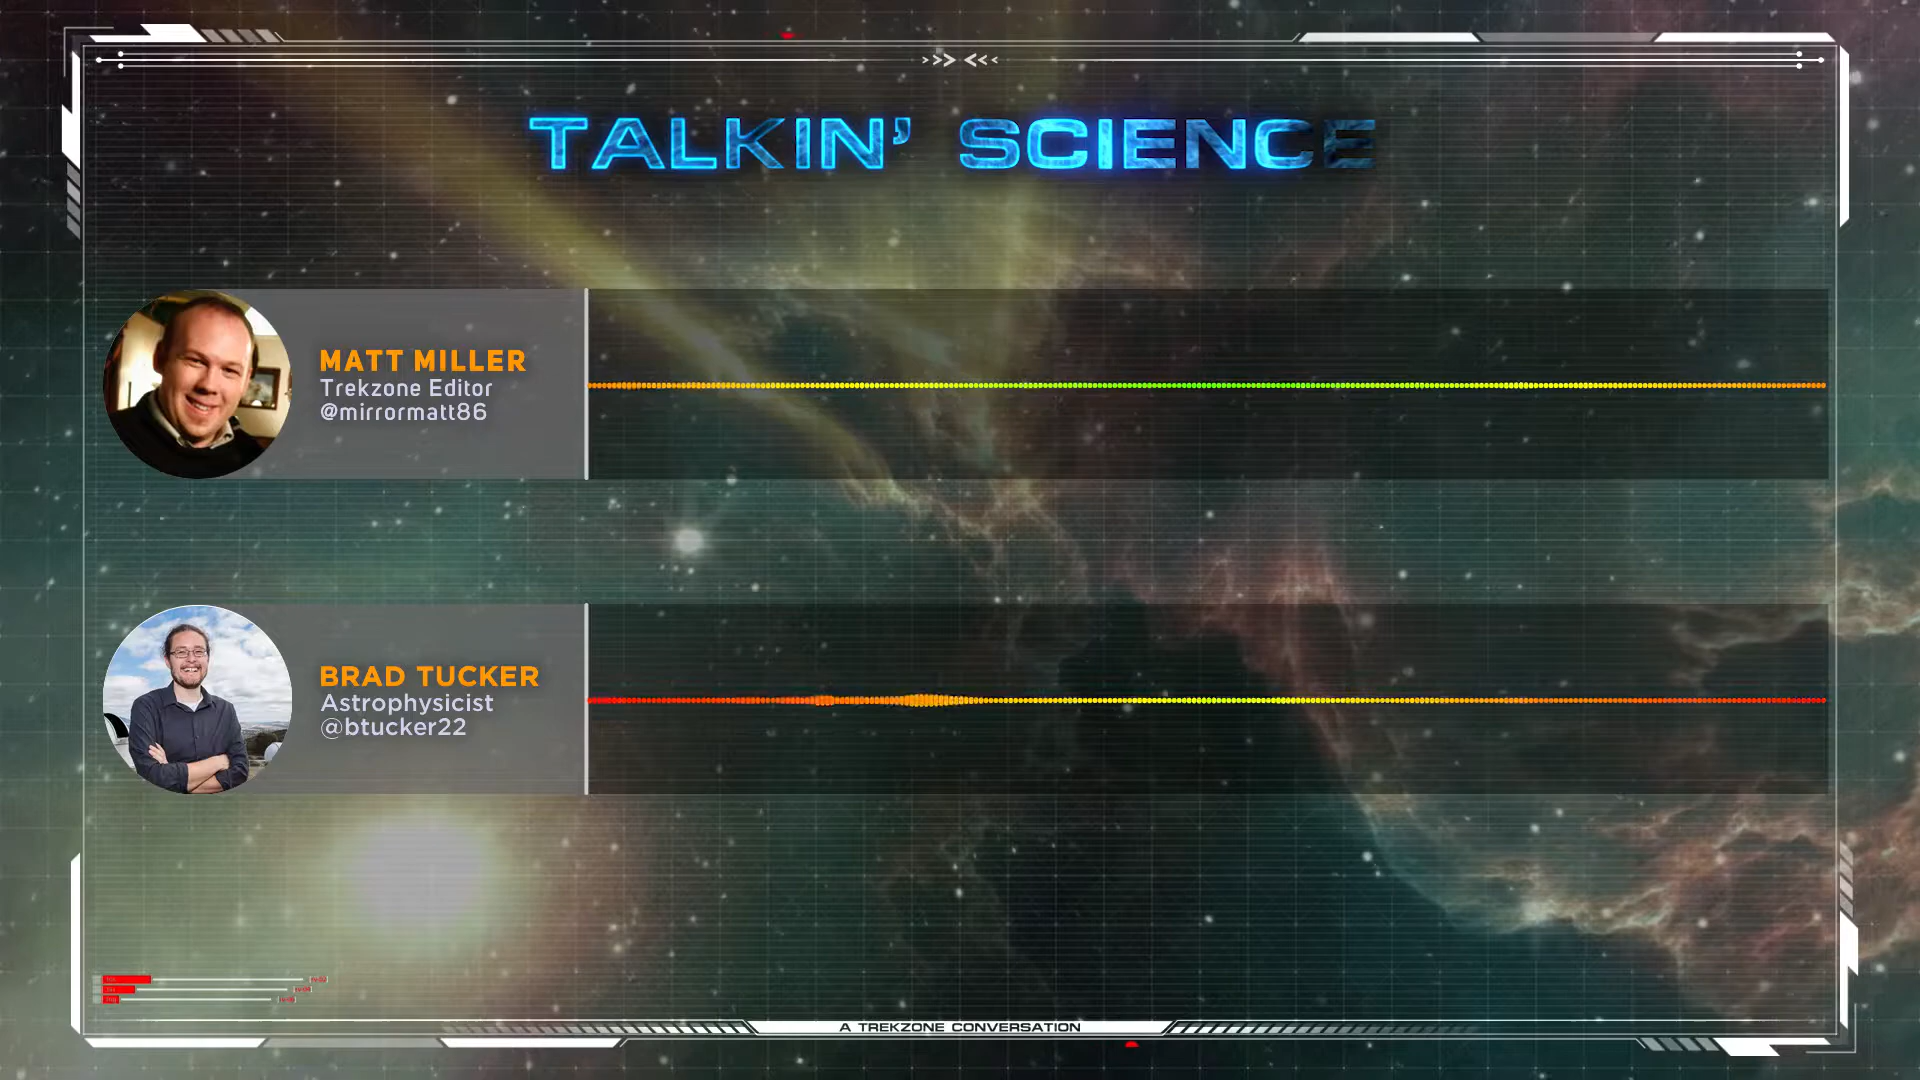 TALKIN' SCIENCE
MATT MILLER
Trekzone Editor
@mirrormatt86
BRAD TUCKER
Astrophysicist
@btucker22
A TREKZONE CONVERSATION